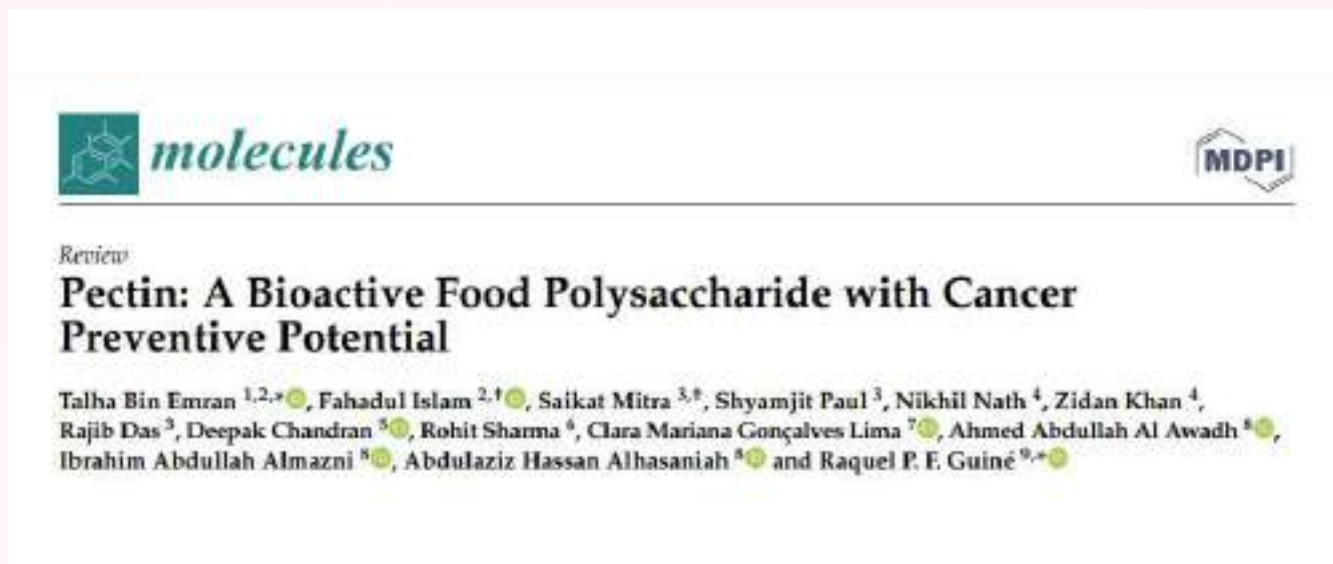 molecules
MDPI
Review
Pectin: A Bioactive Food Polysaccharide with Cancer
Preventive Potential
Talha Bin Emran 1,2,*, Fahadul Islam 2,†, Saikat Mitra 3,†, Shyamjit Paul 3, Nikhil Nath 4, Zidan Khan 4,
Rajib Das 3, Deepak Chandran 5, Rohit Sharma 6, Clara Mariana Gonçalves Lima 7, Ahmed Abdullah Al Awadh 8,
Ibrahim Abdullah Almazni 8, Abdulaziz Hassan Alhasaniah 8 and Raquel P. F. Guiné 9,*